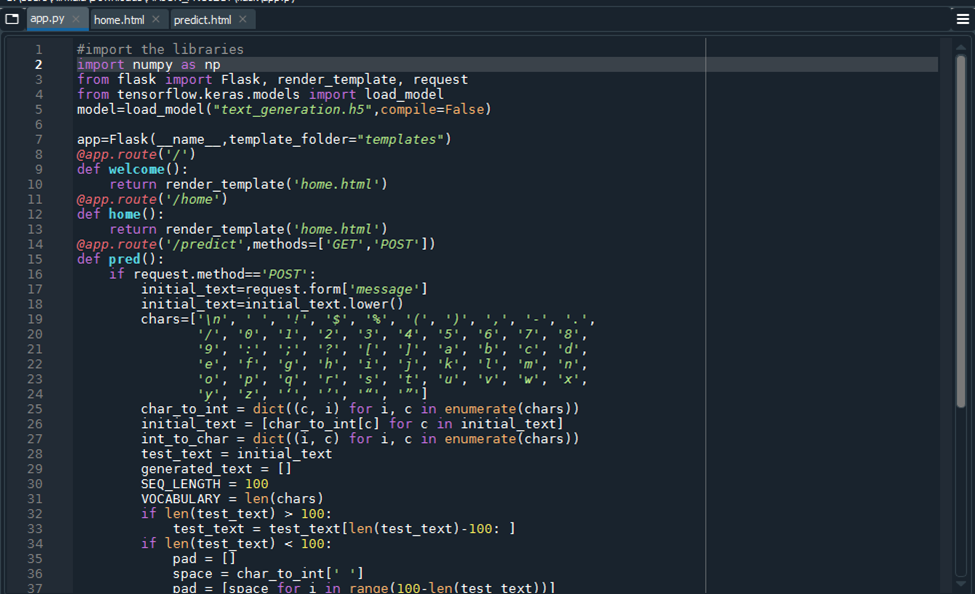 app.py × home.html × predict.html ×
1 #import the libraries
2 import numpy as np
3 from flask import Flask, render_template, request
4 from tensorflow.keras.models import load_model
5 model=load_model("text_generation.h5",compile=False)
6
7 app=Flask(__name__,template_folder="templates")
8 @app.route('/')
9 def welcome():
10     return render_template('home.html')
11 @app.route('/home')
12 def home():
13     return render_template('home.html')
14 @app.route('/predict',methods=['GET','POST'])
15 def pred():
16     if request.method=='POST':
17         initial_text=request.form['message']
18         initial_text=initial_text.lower()
19         chars=['\n', ' ', '!', '$', '%', '(', ')', ',', '-', '.',
20                '/', '0', '1', '2', '3', '4', '5', '6', '7', '8',
21                '9', ':', ';', '?', '[', ']', 'a', 'b', 'c', 'd',
22                'e', 'f', 'g', 'h', 'i', 'j', 'k', 'l', 'm', 'n',
23                'o', 'p', 'q', 'r', 's', 't', 'u', 'v', 'w', 'x',
24                'y', 'z', '‘', '’', '“', '”']
25         char_to_int = dict((c, i) for i, c in enumerate(chars))
26         initial_text = [char_to_int[c] for c in initial_text]
27         int_to_char = dict((i, c) for i, c in enumerate(chars))
28         test_text = initial_text
29         generated_text = []
30         SEQ_LENGTH = 100
31         VOCABULARY = len(chars)
32         if len(test_text) > 100:
33             test_text = test_text[len(test_text)-100: ]
34         if len(test_text) < 100:
35             pad = []
36             space = char_to_int[' ']
37             pad = [space for i in range(100-len(test_text))]